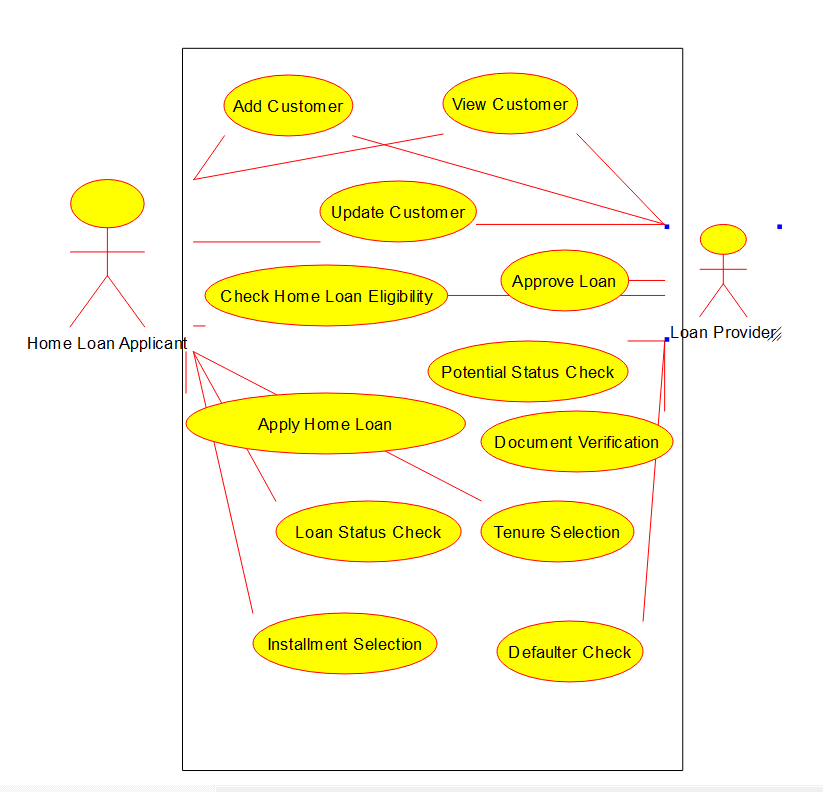 Add Customer
View Customer
Update Customer
Approve Loan
Check Home Loan Eligibility
Loan Provider
Home Loan Applicant
Potential Status Check
Apply Home Loan
Document Verification
Loan Status Check
Tenure Selection
Installment Selection
Defaulter Check